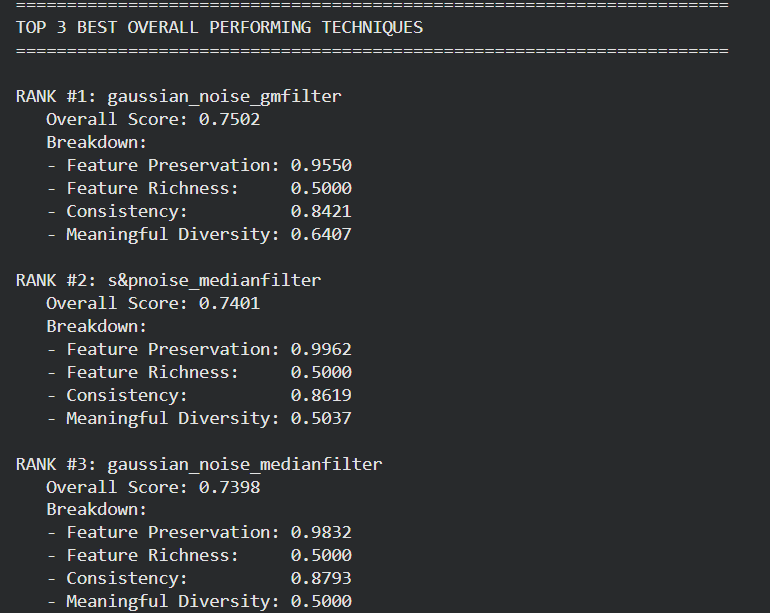 ======================================================================
TOP 3 BEST OVERALL PERFORMING TECHNIQUES
======================================================================
RANK #1: gaussian_noise_gmfilter
Overall Score: 0.7502
Breakdown:
- Feature Preservation: 0.9550
- Feature Richness: 0.5000
- Consistency: 0.8421
- Meaningful Diversity: 0.6407
RANK #2: s&pnoise_medianfilter
Overall Score: 0.7401
Breakdown:
- Feature Preservation: 0.9962
- Feature Richness: 0.5000
- Consistency: 0.8619
- Meaningful Diversity: 0.5037
RANK #3: gaussian_noise_medianfilter
Overall Score: 0.7398
Breakdown:
- Feature Preservation: 0.9832
- Feature Richness: 0.5000
- Consistency: 0.8793
- Meaningful Diversity: 0.5000